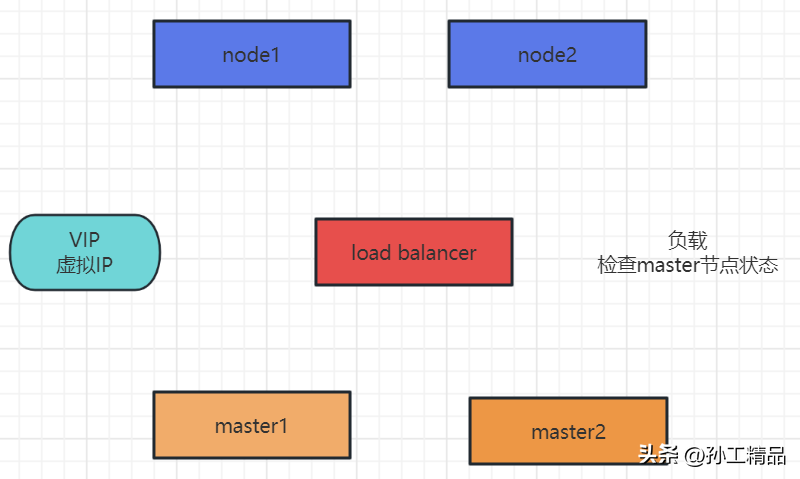 node1
node2
VIP
虚拟IP
load balancer
负载
检查master节点状态
master1
master2
头条 @孙工精品